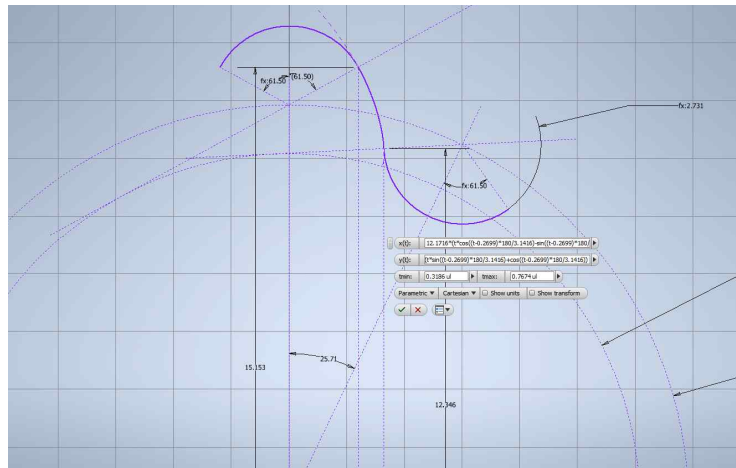 fx:61.50
(61.50)
fx:2.731
fx:61.50
x(t): 12.1716*(t*cos((t-0.2699)*180/3.1416)-sin((t-0.2699)*180/
y(t): (t*sin((t-0.2699)*180/3.1416)+cos((t-0.2699)*180/3.1416))
tmin: 0.3186 ul tmax: 0.7674 ul
Parametric Cartesian Show units Show transform
25.71
15.153
12.346